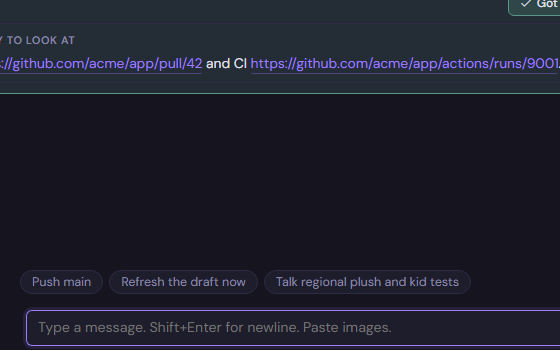 ✓ Got
Y TO LOOK AT
://github.com/acme/app/pull/42 and CI https://github.com/acme/app/actions/runs/9001
Push main
Refresh the draft now
Talk regional plush and kid tests
Type a message. Shift+Enter for newline. Paste images.